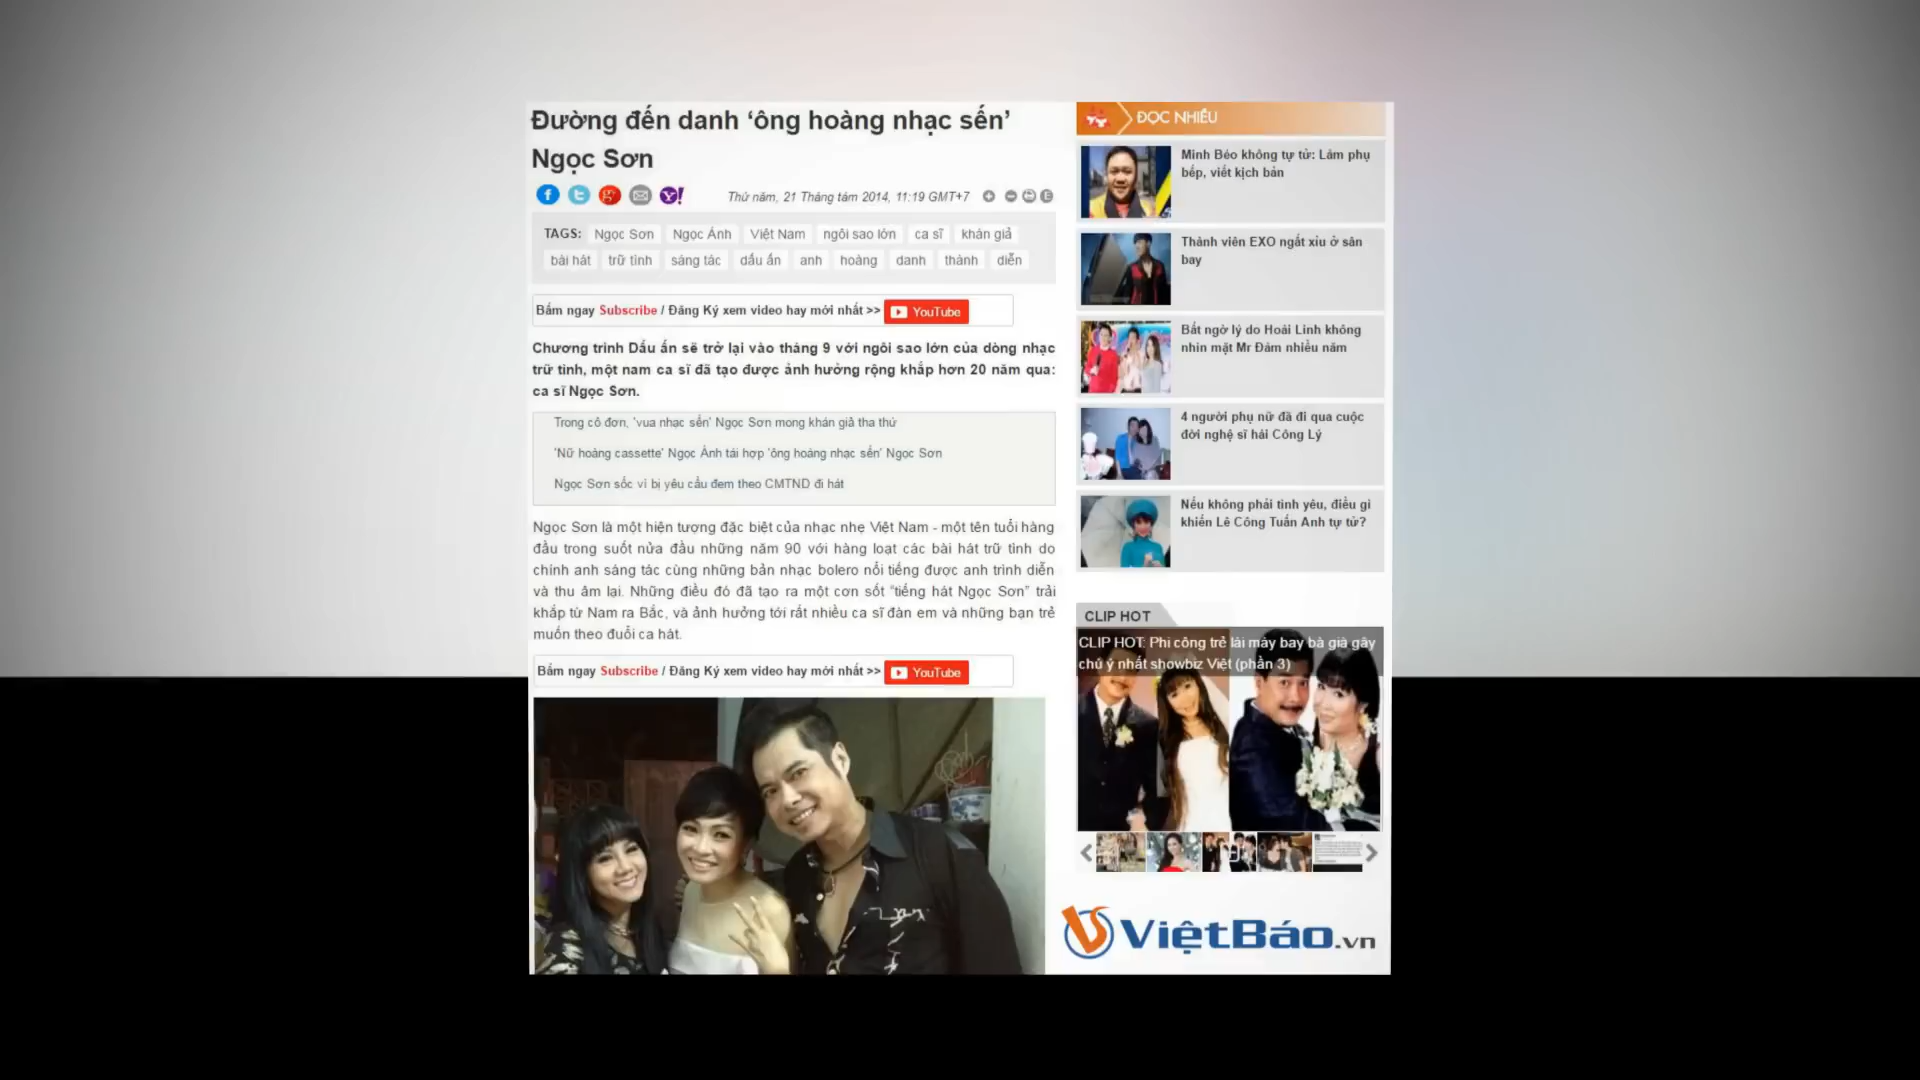 Đường đến danh ‘ông hoàng nhạc sến’
Ngọc Sơn
Thứ năm, 21 Tháng tám 2014, 11:19 GMT+7
TAGS: Ngọc Sơn Ngọc Ánh Việt Nam ngôi sao lớn ca sĩ khán giả
bài hát trữ tình sáng tác dấu ấn anh hoàng danh thành diễn
Bấm ngay Subscribe / Đăng Ký xem video hay mới nhất >> YouTube
Chương trình Dấu ấn sẽ trở lại vào tháng 9 với ngôi sao lớn của dòng nhạc
trữ tình, một nam ca sĩ đã tạo được ảnh hưởng rộng khắp hơn 20 năm qua:
ca sĩ Ngọc Sơn.
Trong cô đơn, 'vua nhạc sến' Ngọc Sơn mong khán giả tha thứ
'Nữ hoàng cassette' Ngọc Ánh tái hợp 'ông hoàng nhạc sến' Ngọc Sơn
Ngọc Sơn sốc vì bị yêu cầu đem theo CMTND đi hát
Ngọc Sơn là một hiện tượng đặc biệt của nhạc nhẹ Việt Nam - một tên tuổi hàng
đầu trong suốt nửa đầu những năm 90 với hàng loạt các bài hát trữ tình do
chính anh sáng tác cùng những bản nhạc bolero nổi tiếng được anh trình diễn
và thu âm lại. Những điều đó đã tạo ra một cơn sốt “tiếng hát Ngọc Sơn” trải
khắp từ Nam ra Bắc, và ảnh hưởng tới rất nhiều ca sĩ đàn em và những bạn trẻ
muốn theo đuổi ca hát.
Bấm ngay Subscribe / Đăng Ký xem video hay mới nhất >> YouTube
ĐỌC NHIỀU
Minh Béo không tự tử: Làm phụ
bếp, viết kịch bản
Thành viên EXO ngất xỉu ở sân
bay
Bất ngờ lý do Hoài Linh không
nhìn mặt Mr Đàm nhiều năm
4 người phụ nữ đã đi qua cuộc
đời nghệ sĩ hài Công Lý
Nếu không phải tình yêu, điều gì
khiến Lê Công Tuấn Anh tự tử?
CLIP HOT
CLIP HOT: Phi công trẻ lái máy bay bà già gây
chú ý nhất showbiz Việt (phần 3)
ViệtBáo.vn